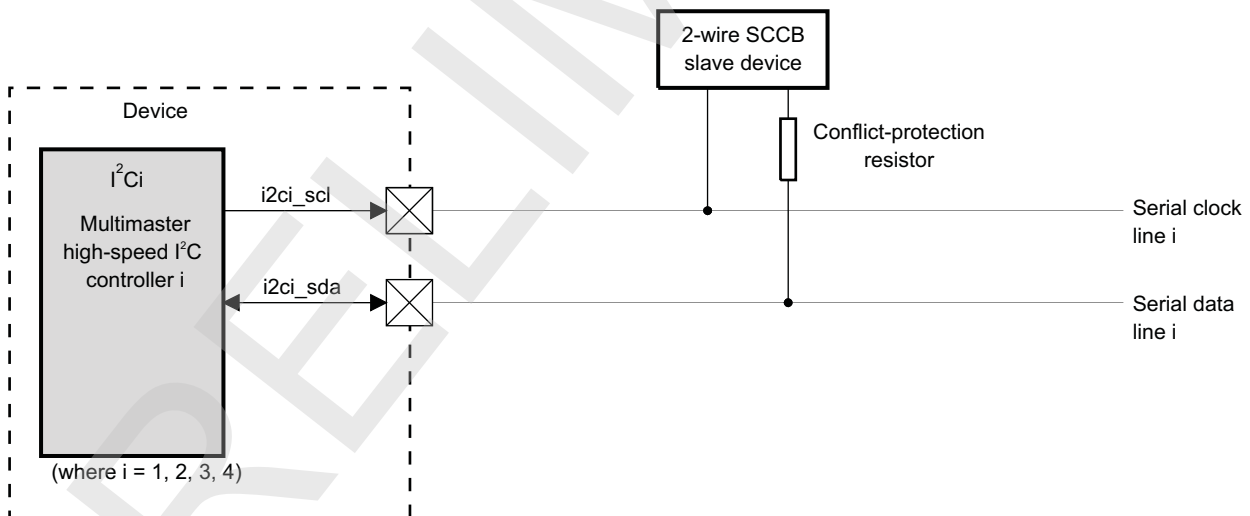 2-wire SCCB
slave device
Device
Conflict-protection
resistor
I²Ci
Multimaster
high-speed I²C
controller i
i2ci_scl
i2ci_sda
Serial clock
line i
Serial data
line i
(where i = 1, 2, 3, 4)